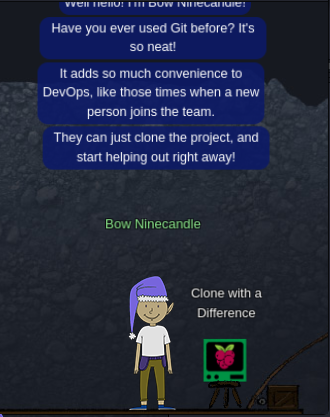 Well hello! I'm Bow Ninecandle!
Have you ever used Git before? It's
so neat!
It adds so much convenience to
DevOps, like those times when a new
person joins the team.
They can just clone the project, and
start helping out right away!
Bow Ninecandle
Clone with a
Difference